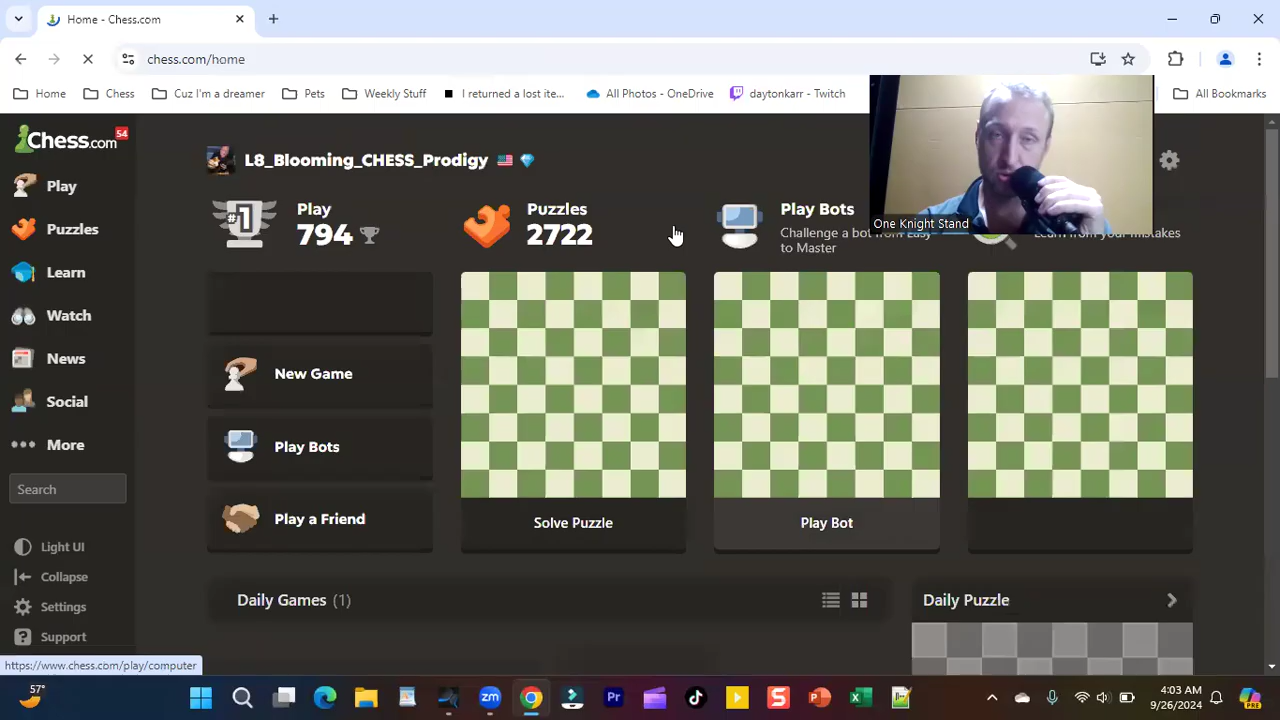 Home - Chess.com
chess.com/home
Home
Chess
Cuz I'm a dreamer
Pets
Weekly Stuff
I returned a lost ite...
All Photos - OneDrive
daytonkarr - Twitch
All Bookmarks
Chess.com
54
L8_Blooming_CHESS_Prodigy
One Knight Stand
Play
Puzzles
Learn
Watch
News
Social
More
Search
Light UI
Collapse
Settings
Support
#1
Play
794
Puzzles
2722
Play Bots
Challenge a bot from Easy
to Master
Learn from your mistakes
New Game
Play Bots
Play a Friend
Solve Puzzle
Play Bot
Daily Games (1)
Daily Puzzle
https://www.chess.com/play/computer
57°
zm
Pr
S
P
X
4:03 AM
9/26/2024
PRE